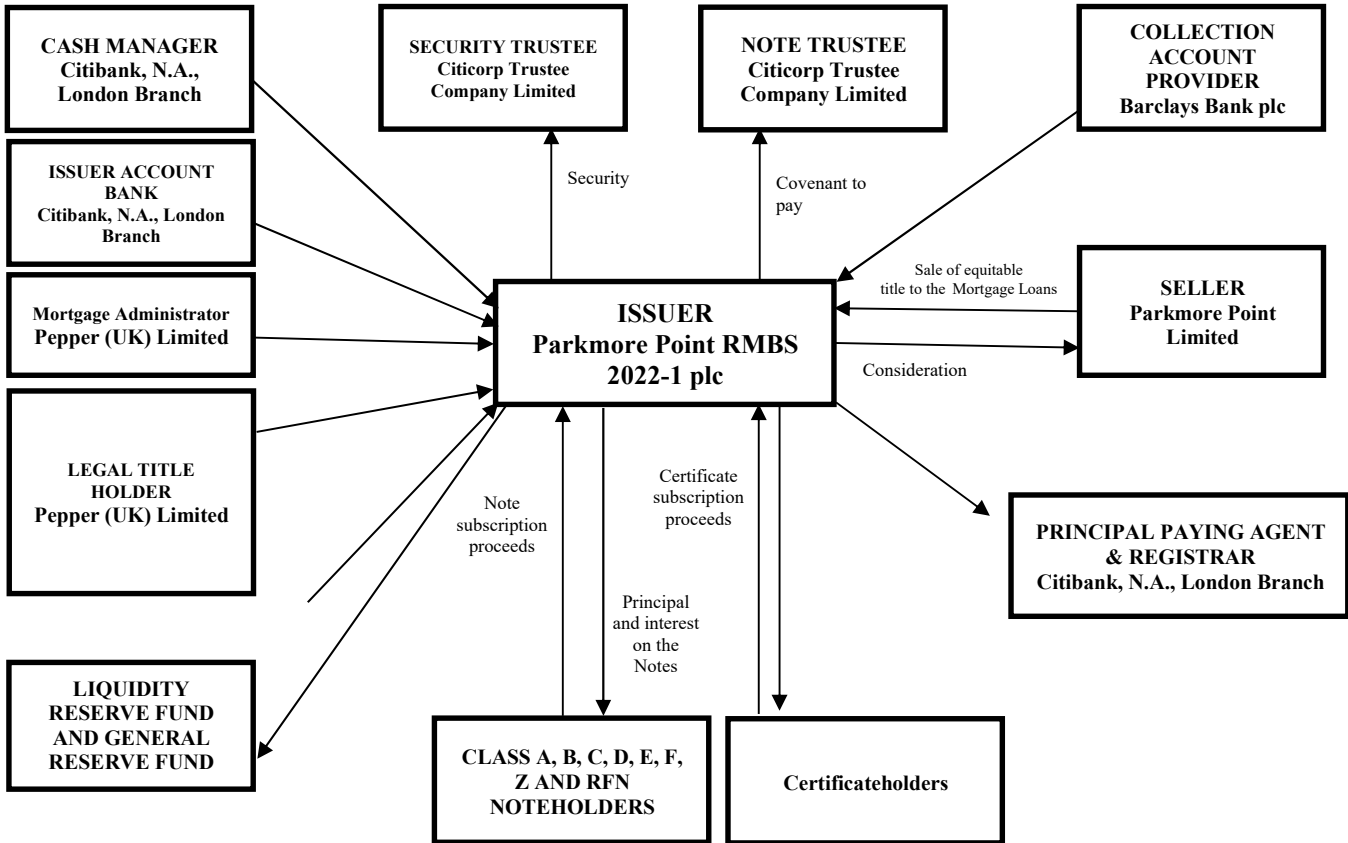 CASH MANAGER
Citibank, N.A.,
London Branch
SECURITY TRUSTEE
Citicorp Trustee
Company Limited
NOTE TRUSTEE
Citicorp Trustee
Company Limited
COLLECTION
ACCOUNT
PROVIDER
Barclays Bank plc
ISSUER ACCOUNT
BANK
Citibank, N.A., London
Branch
Security
Covenant to
pay
Mortgage Administrator
Pepper (UK) Limited
ISSUER
Parkmore Point RMBS
2022-1 plc
Sale of equitable
title to the Mortgage Loans
Consideration
SELLER
Parkmore Point
Limited
LEGAL TITLE
HOLDER
Pepper (UK) Limited
Note
subscription
proceeds
Certificate
subscription
proceeds
PRINCIPAL PAYING AGENT
& REGISTRAR
Citibank, N.A., London Branch
Principal
and interest
on the
Notes
LIQUIDITY
RESERVE FUND
AND GENERAL
RESERVE FUND
CLASS A, B, C, D, E, F,
Z AND RFN
NOTEHOLDERS
Certificateholders